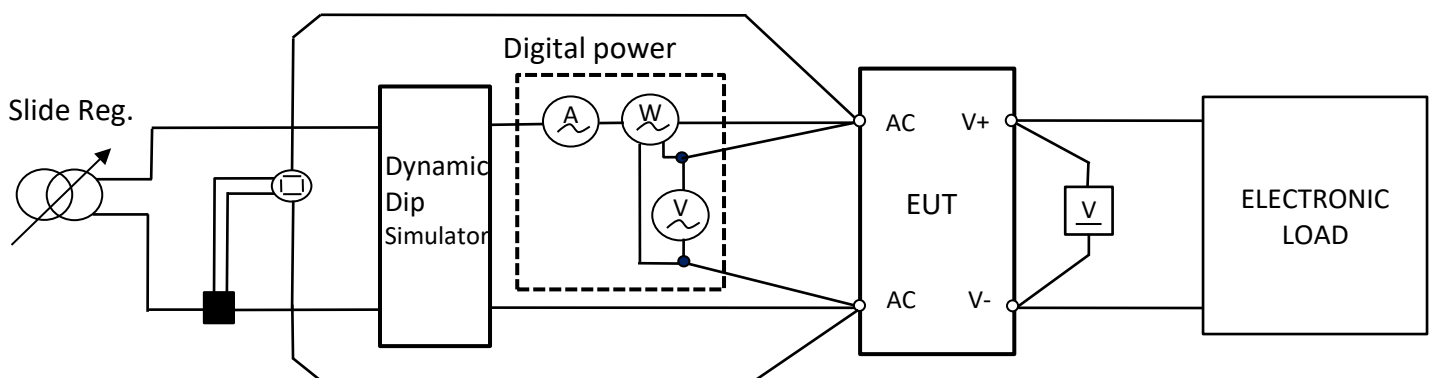 Digital power
Slide Reg.
A
W
AC
V+
Dynamic
Dip
Simulator
V
EUT
V
ELECTRONIC
LOAD
AC
V-